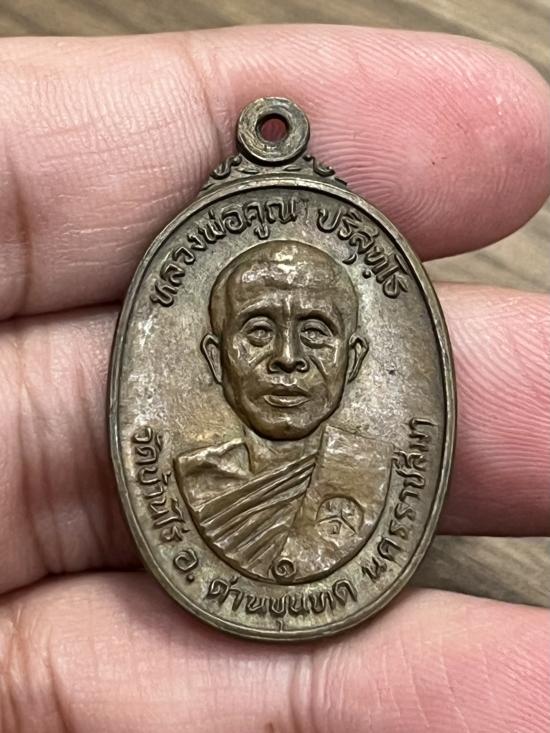 หลวงพ่อคูณ ปริสุทฺโธ
๑
วัดบ้านไร่ อ. ด่านขุนทด นครราชสีมา